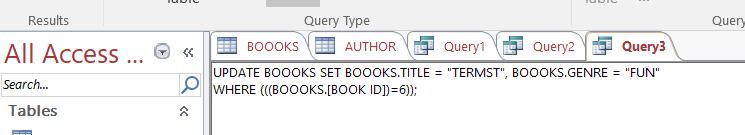 Table
Results
Query Type
All Access ...
BOOOKS
AUTHOR
Query1
Query2
Query3
Search...
Tables
UPDATE BOOOKS SET BOOOKS.TITLE = "TERMST", BOOOKS.GENRE = "FUN"
WHERE (((BOOOKS.[BOOK ID])=6));